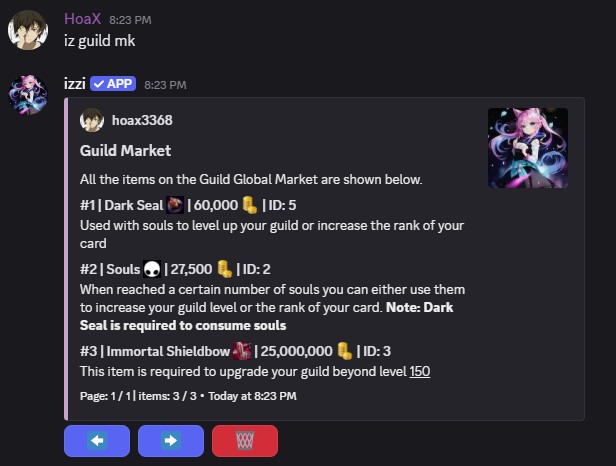 HoaX 8:23 PM
iz guild mk
izzi ✓ APP 8:23 PM
hoax3368
Guild Market
All the items on the Guild Global Market are shown below.
#1 | Dark Seal | 60,000 | ID: 5
Used with souls to level up your guild or increase the rank of your
card
#2 | Souls | 27,500 | ID: 2
When reached a certain number of souls you can either use them
to increase your guild level or the rank of your card. Note: Dark
Seal is required to consume souls
#3 | Immortal Shieldbow | 25,000,000 | ID: 3
This item is required to upgrade your guild beyond level 150
Page: 1 / 1 | items: 3 / 3 • Today at 8:23 PM